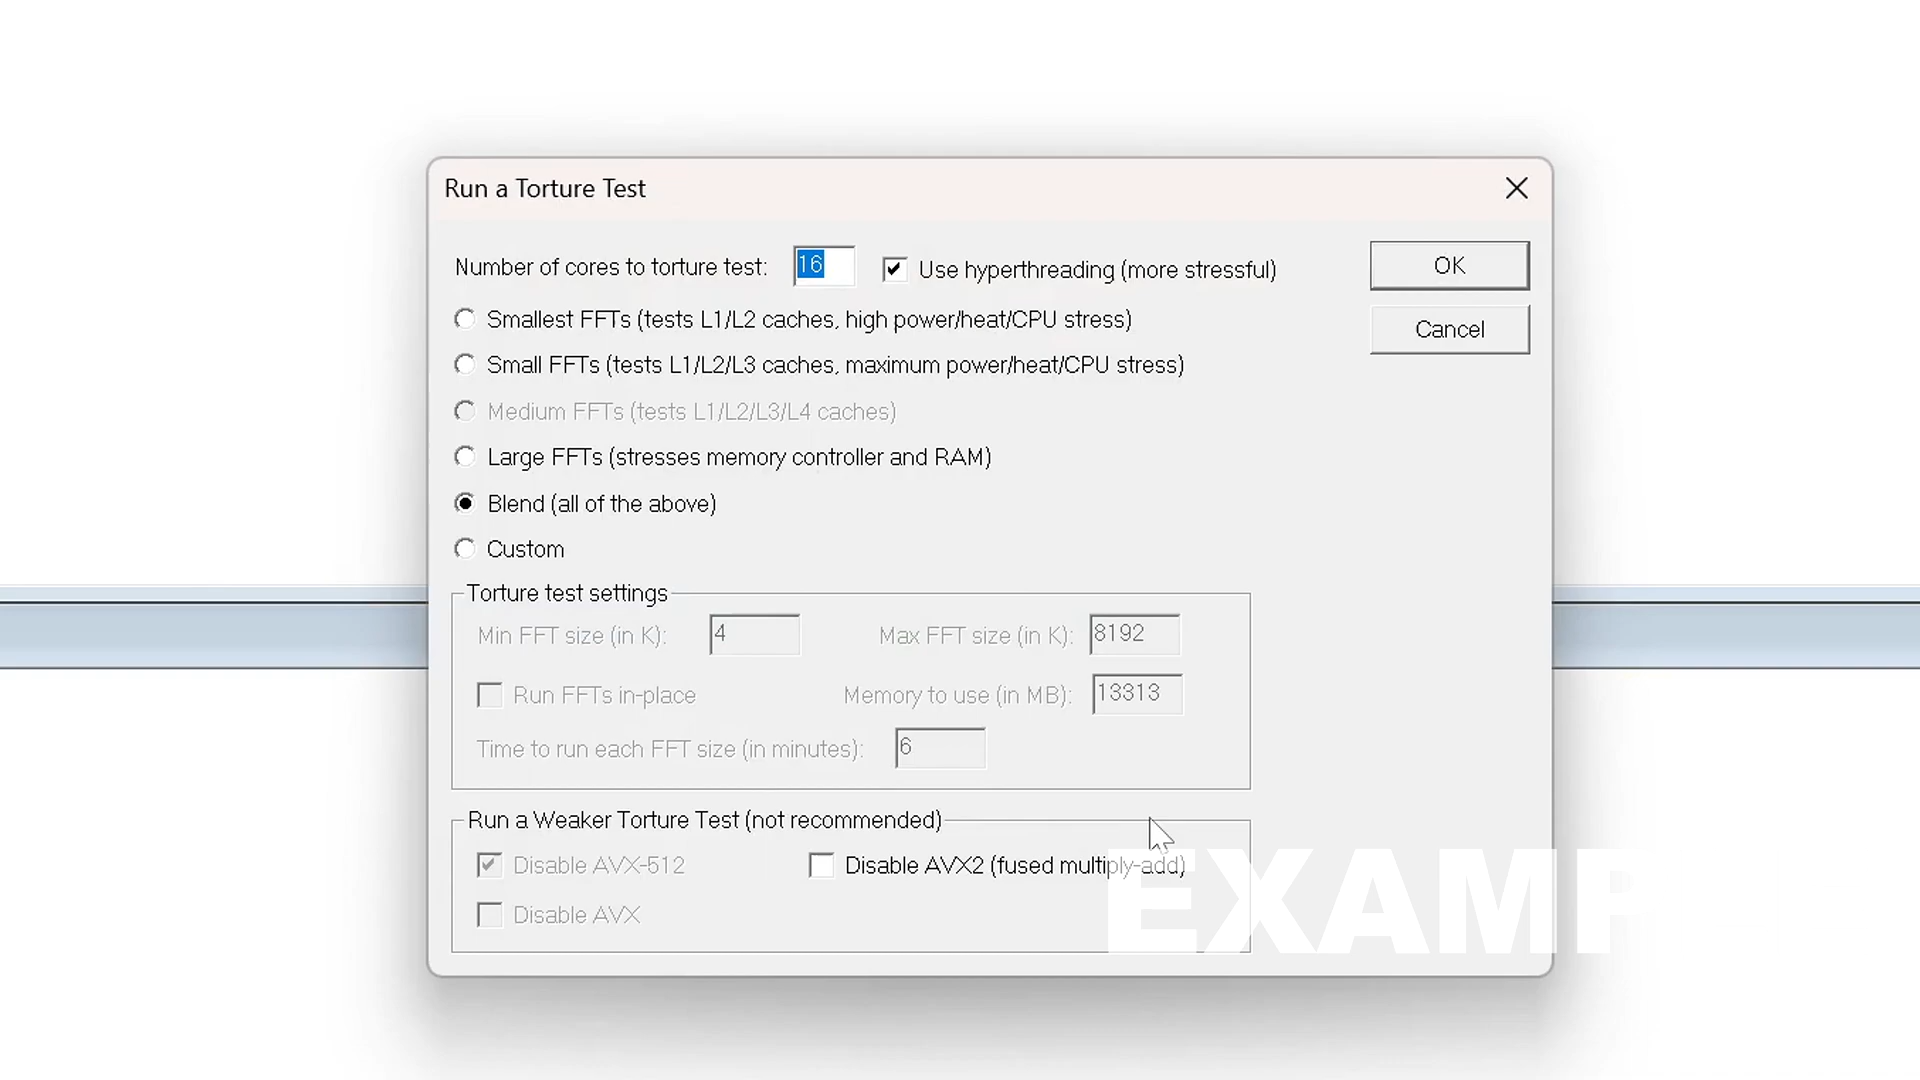 Run a Torture Test
Number of cores to torture test: 16 Use hyperthreading (more stressful)
OK
Smallest FFTs (tests L1/L2 caches, high power/heat/CPU stress)
Cancel
Small FFTs (tests L1/L2/L3 caches, maximum power/heat/CPU stress)
Medium FFTs (tests L1/L2/L3/L4 caches)
Large FFTs (stresses memory controller and RAM)
Blend (all of the above)
Custom
Torture test settings
Min FFT size (in K): 4 Max FFT size (in K): 8192
Run FFTs in-place Memory to use (in MB): 13313
Time to run each FFT size (in minutes): 6
Run a Weaker Torture Test (not recommended)
Disable AVX-512 Disable AVX2 (fused multiply-add)
Disable AVX
EXAMP